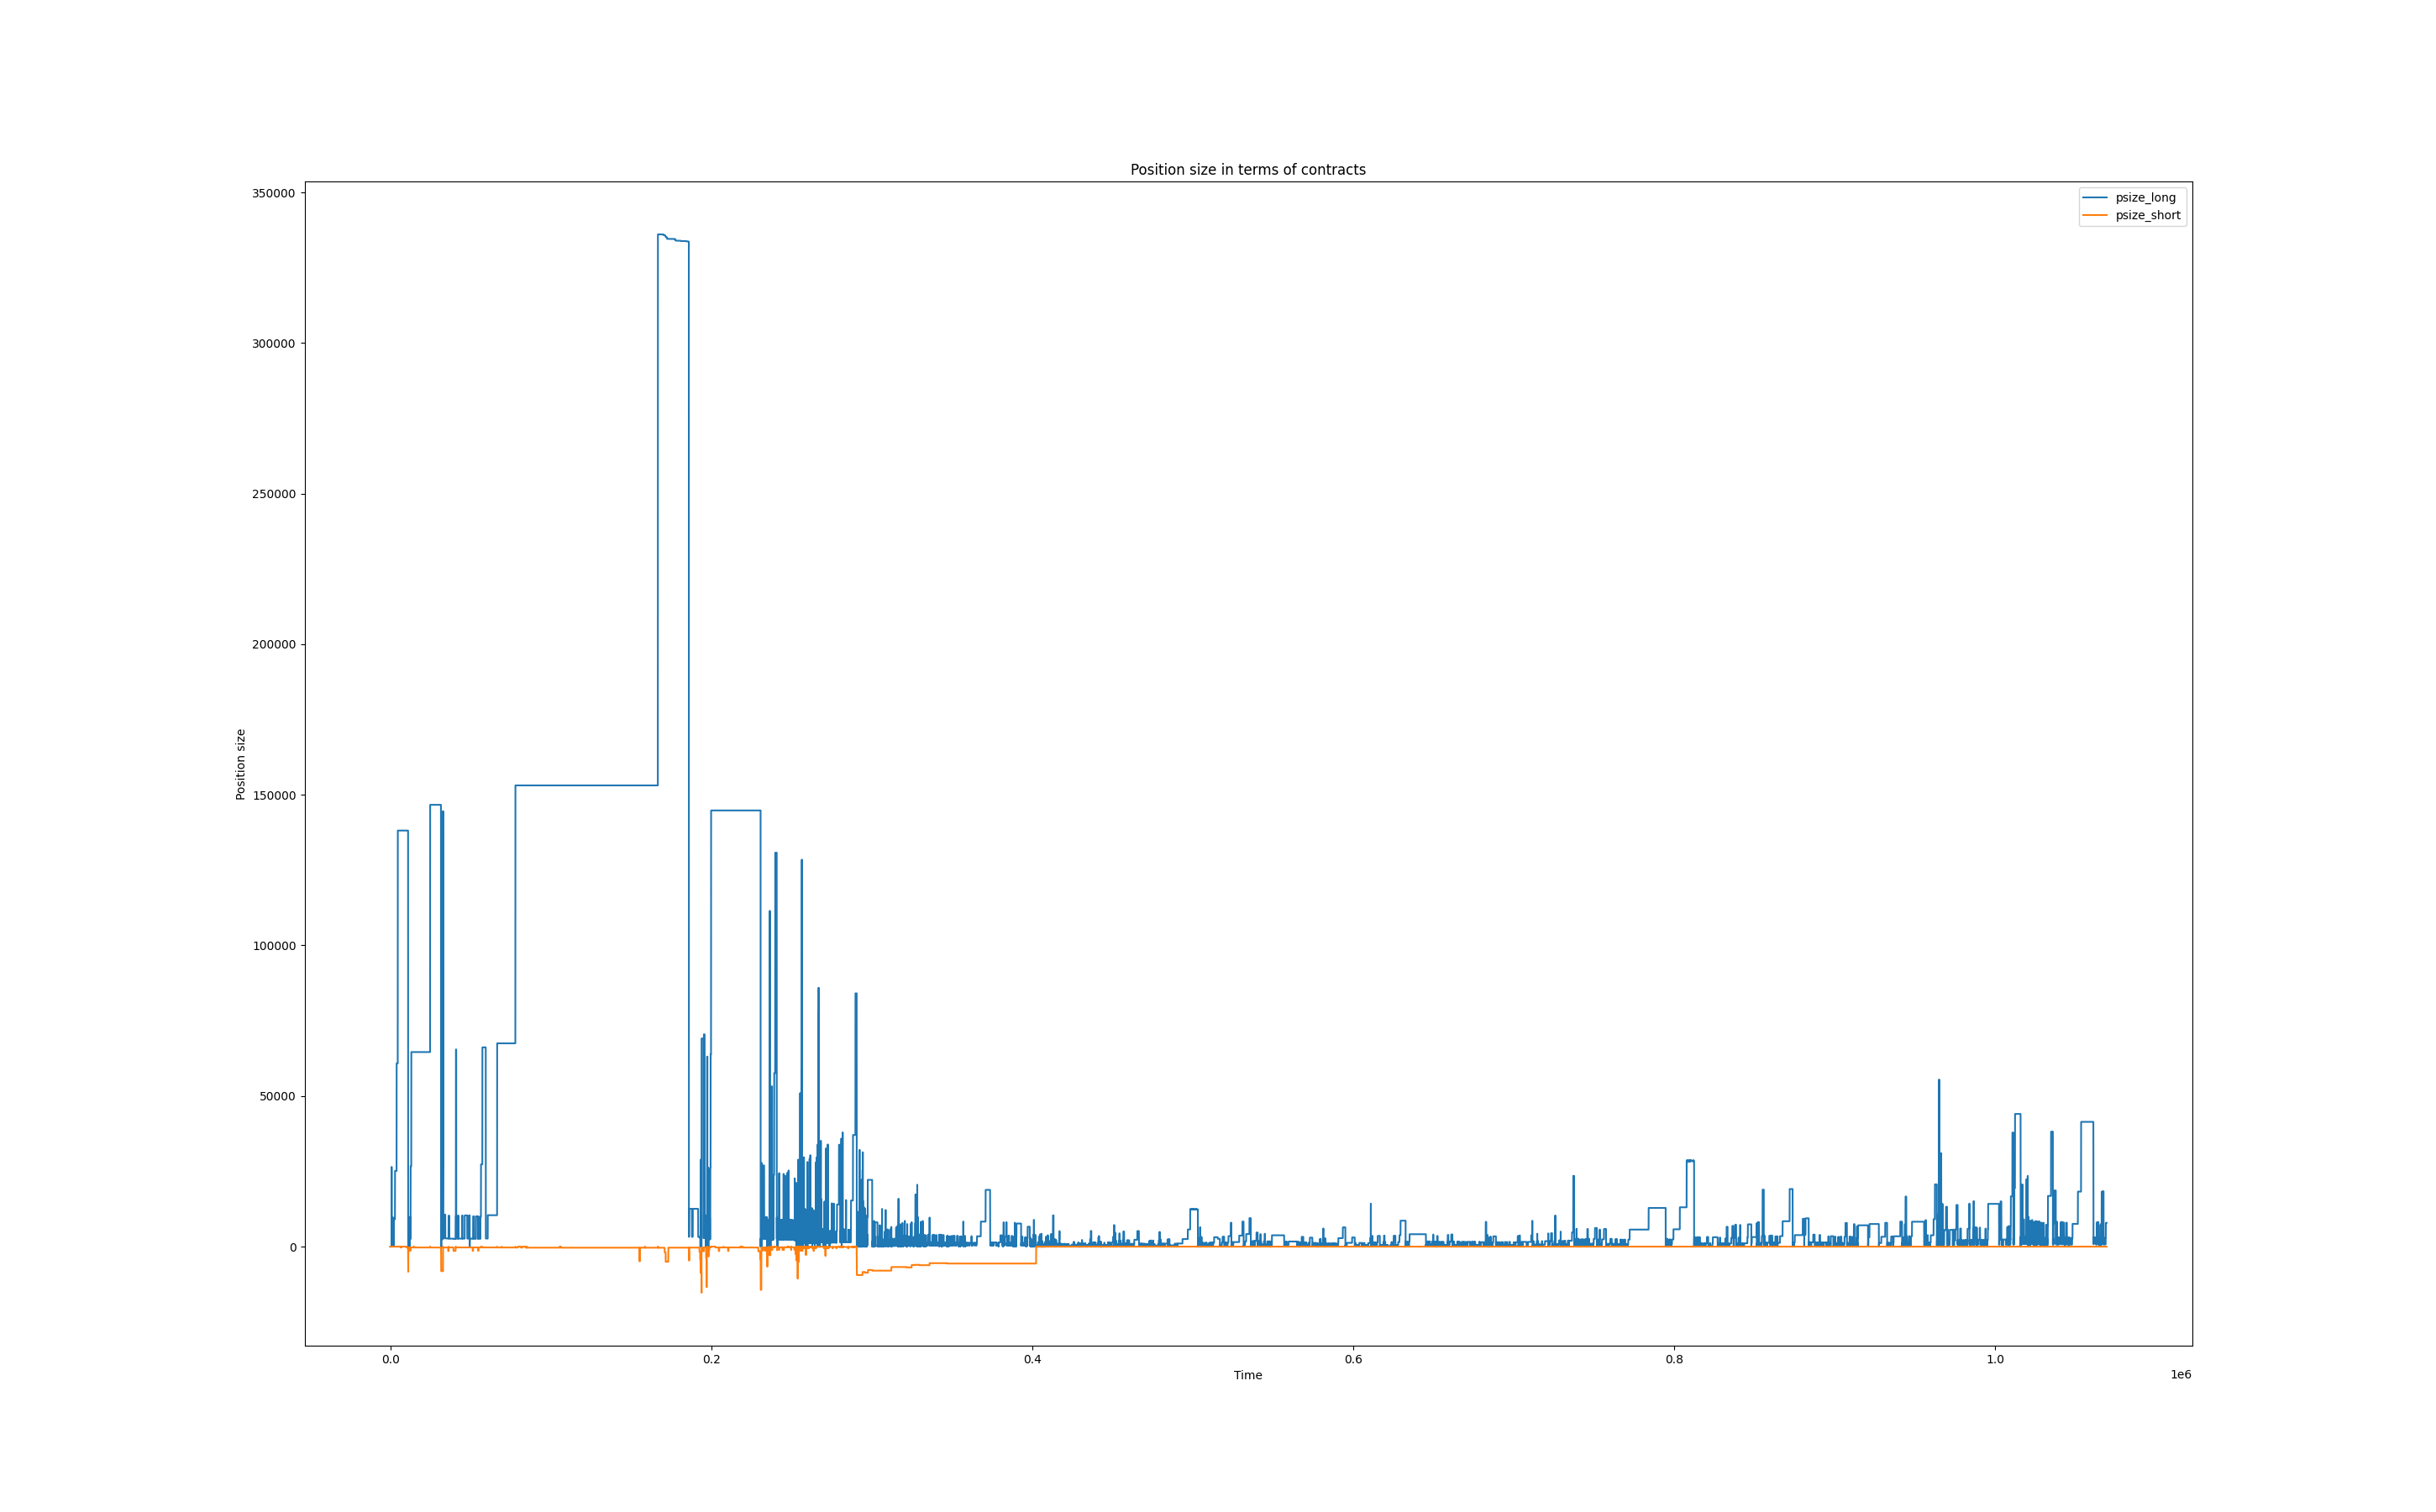 Position size in terms of contracts
psize_long
psize_short
350000
300000
250000
200000
150000
100000
50000
0
Position size
0.0 0.2 0.4 0.6 0.8 1.0
Time
1e6